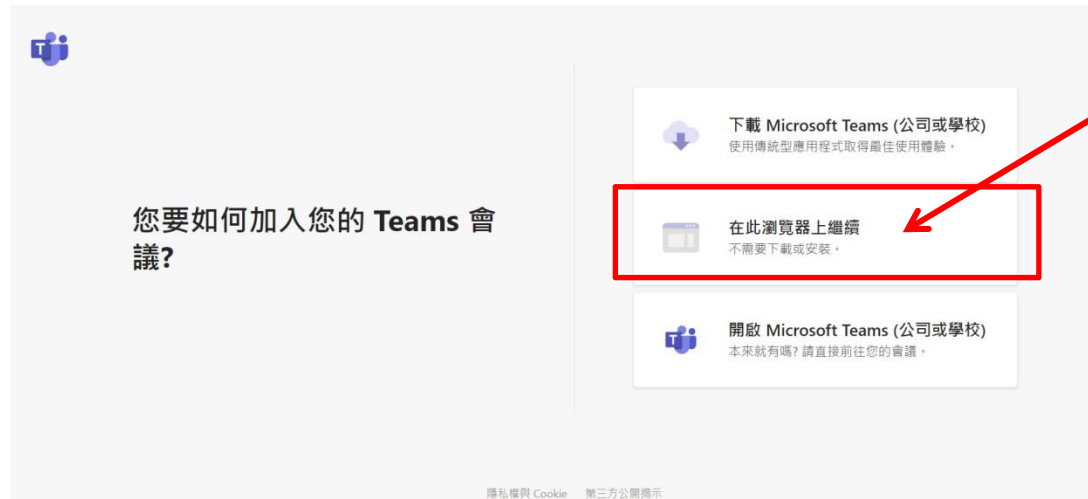 您要如何加入您的 Teams 會
議?
下載 Microsoft Teams (公司或學校)
使用傳統型應用程式取得最佳使用體驗。
在此瀏覽器上繼續
不需要下載或安裝。
開啟 Microsoft Teams (公司或學校)
本來就有嗎? 請直接前往您的會議。
隱私權與 Cookie 第三方公開揭示